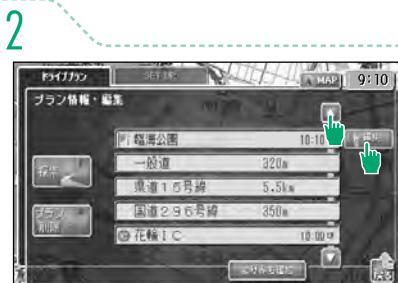 2
ドライブプラン
MAP
9:10
プラン情報・編集
臨海公園 10:10
一般道 320m
探索
県道15号線 5.5km
国道296号線 350m
プラン
削除
花輪IC 10:00
戻る